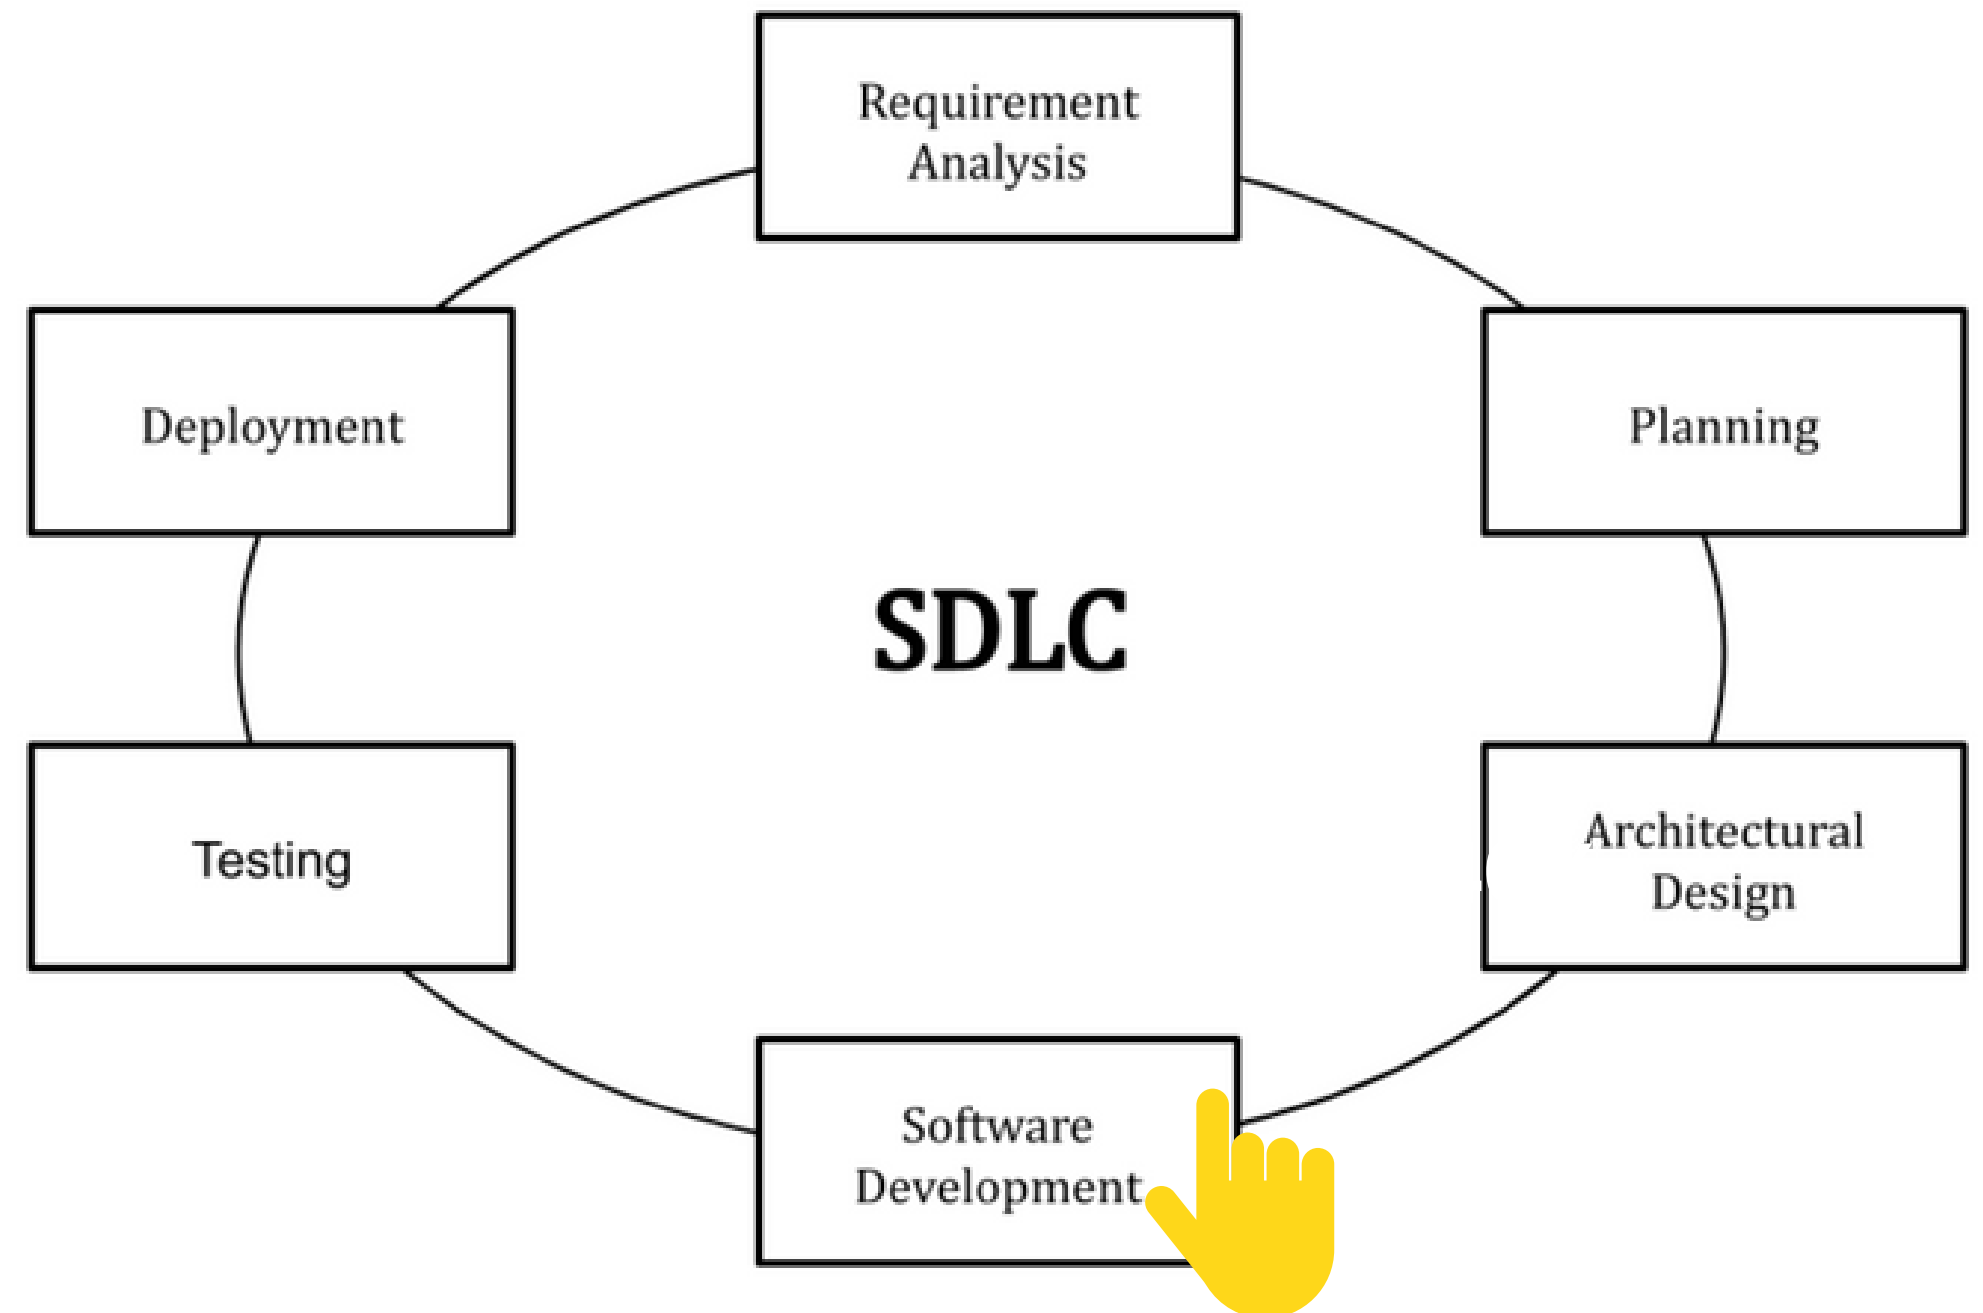 Requirement
Analysis
Deployment
Planning
SDLC
Testing
Architectural
Design
Software
Development